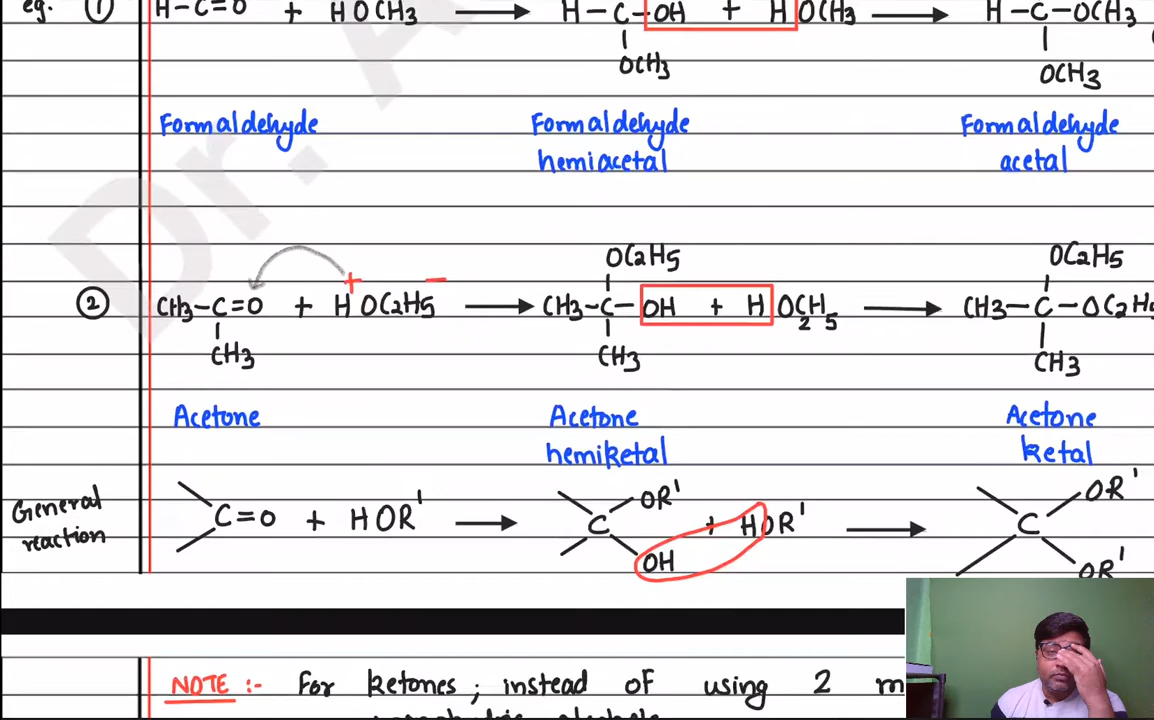 eg. ① H-C=O + HOCH3 → H-C-OH + HOCH3 → H-C-OCH3
OCH3 OCH3
Formaldehyde Formaldehyde Formaldehyde
hemiacetal acetal
OC2H5 OC2H5
+ -
② CH3-C=O + HOC2H5 → CH3-C-OH + HOC2H5 → CH3-C-OC2H
CH3 CH3 CH3
Acetone Acetone Acetone
hemiketal ketal
General OR' OR'
reaction C=O + HOR' → C + HOR' → C
OH OR'
NOTE :- For ketones ; instead of using 2 m
Dr. A